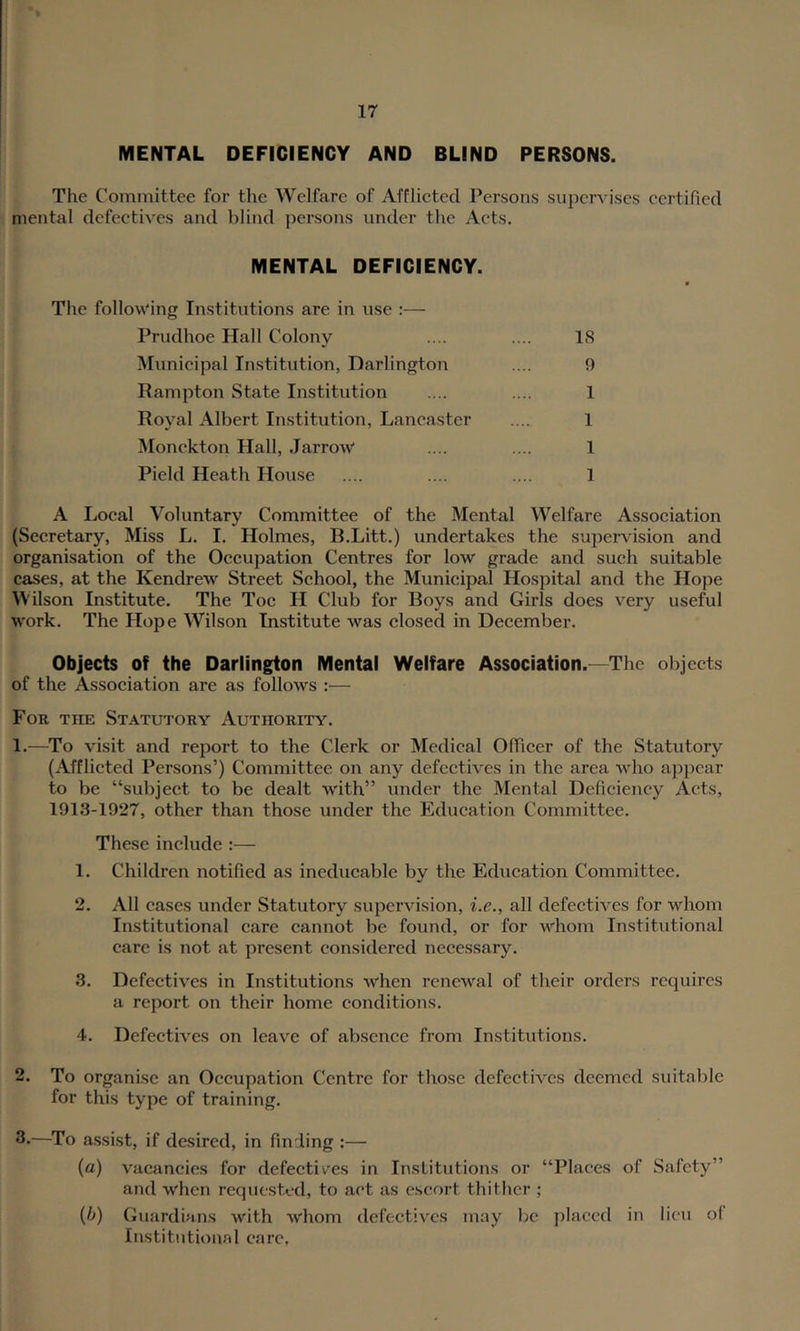 17
MENTAL DEFICIENCY AND BLIND PERSONS.
The Committee for the Welfare of Afflicted Persons supervises certified
mental defectives and blind persons under the Acts.
MENTAL DEFICIENCY.
The following Institutions are in use :—
Prudhoe Hall Colony .... .... 18
Municipal Institution, Darlington .... 9
Rampton State Institution .... .... 1
Royal Albert Institution, Lancaster .... 1
Monckton Hall, Jarrow .... .... 1
Pield Heath House .... .... .... 1
A Local Voluntary Committee of the Mental Welfare Association
(Secretary, Miss L. I. Holmes, B.Litt.) undertakes the supervision and
organisation of the Occupation Centres for low grade and such suitable
cases, at the Kendrew Street School, the Municipal Hospital and the Hope
Wilson Institute. The Toc H Club for Boys and Girls does very useful
work. The Hope Wilson Institute was closed in December.
Objects of the Darlington Mental Welfare Association.—The objects
of the Association are as follows :—
FOR THE STATUTORY AUTHORITY.
1.—To visit and report to the Clerk or Medical Officer of the Statutory
(Afflicted Persons’) Committee on any defectives in the area who appear
to be “subject to be dealt with” under the Mental Deficiency Acts,
1913-1927, other than those under the Education Committee.
These include :—
1. Children notified as ineducable by the Education Committee.
2. All cases under Statutory supervision, i.e., all defectives for whom
Institutional care cannot be found, or for whom Institutional
care is not at present considered necessary.
3. Defectives in Institutions when renewal of their orders requires
a report on their home conditions.
4. Defectives on leave of absence from Institutions.
2. To organise an Occupation Centre for those defectives deemed suitable
for this type of training.
3.—To assist, if desired, in finding :—
(a) vacancies for defectives in Institutions or “Places of Safety”
and when requested, to act as escort thither ;
(b) Guardians with whom defectives may be placed in lieu of
Institutional care.